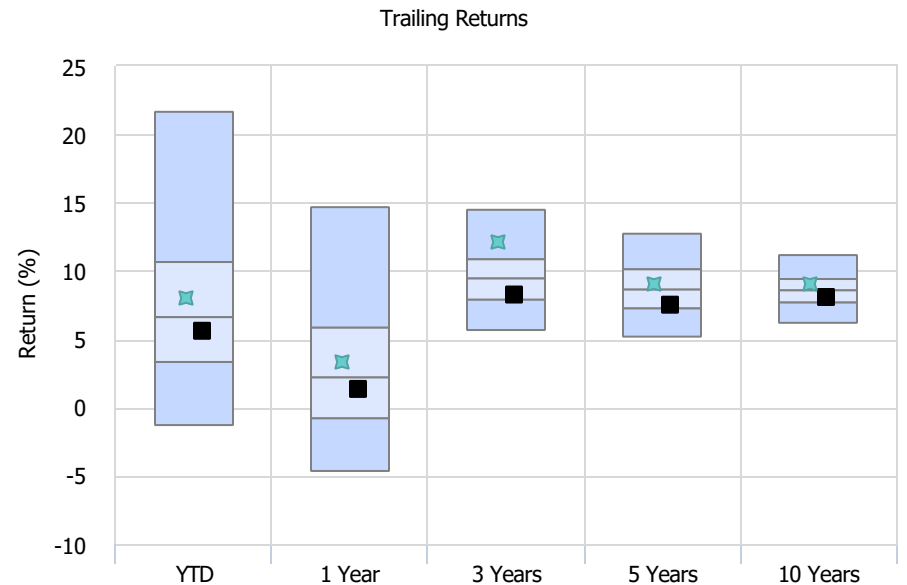 Trailing Returns
Return (%)
25
20
15
10
5
0
-5
-10
YTD
1 Year
3 Years
5 Years
10 Years